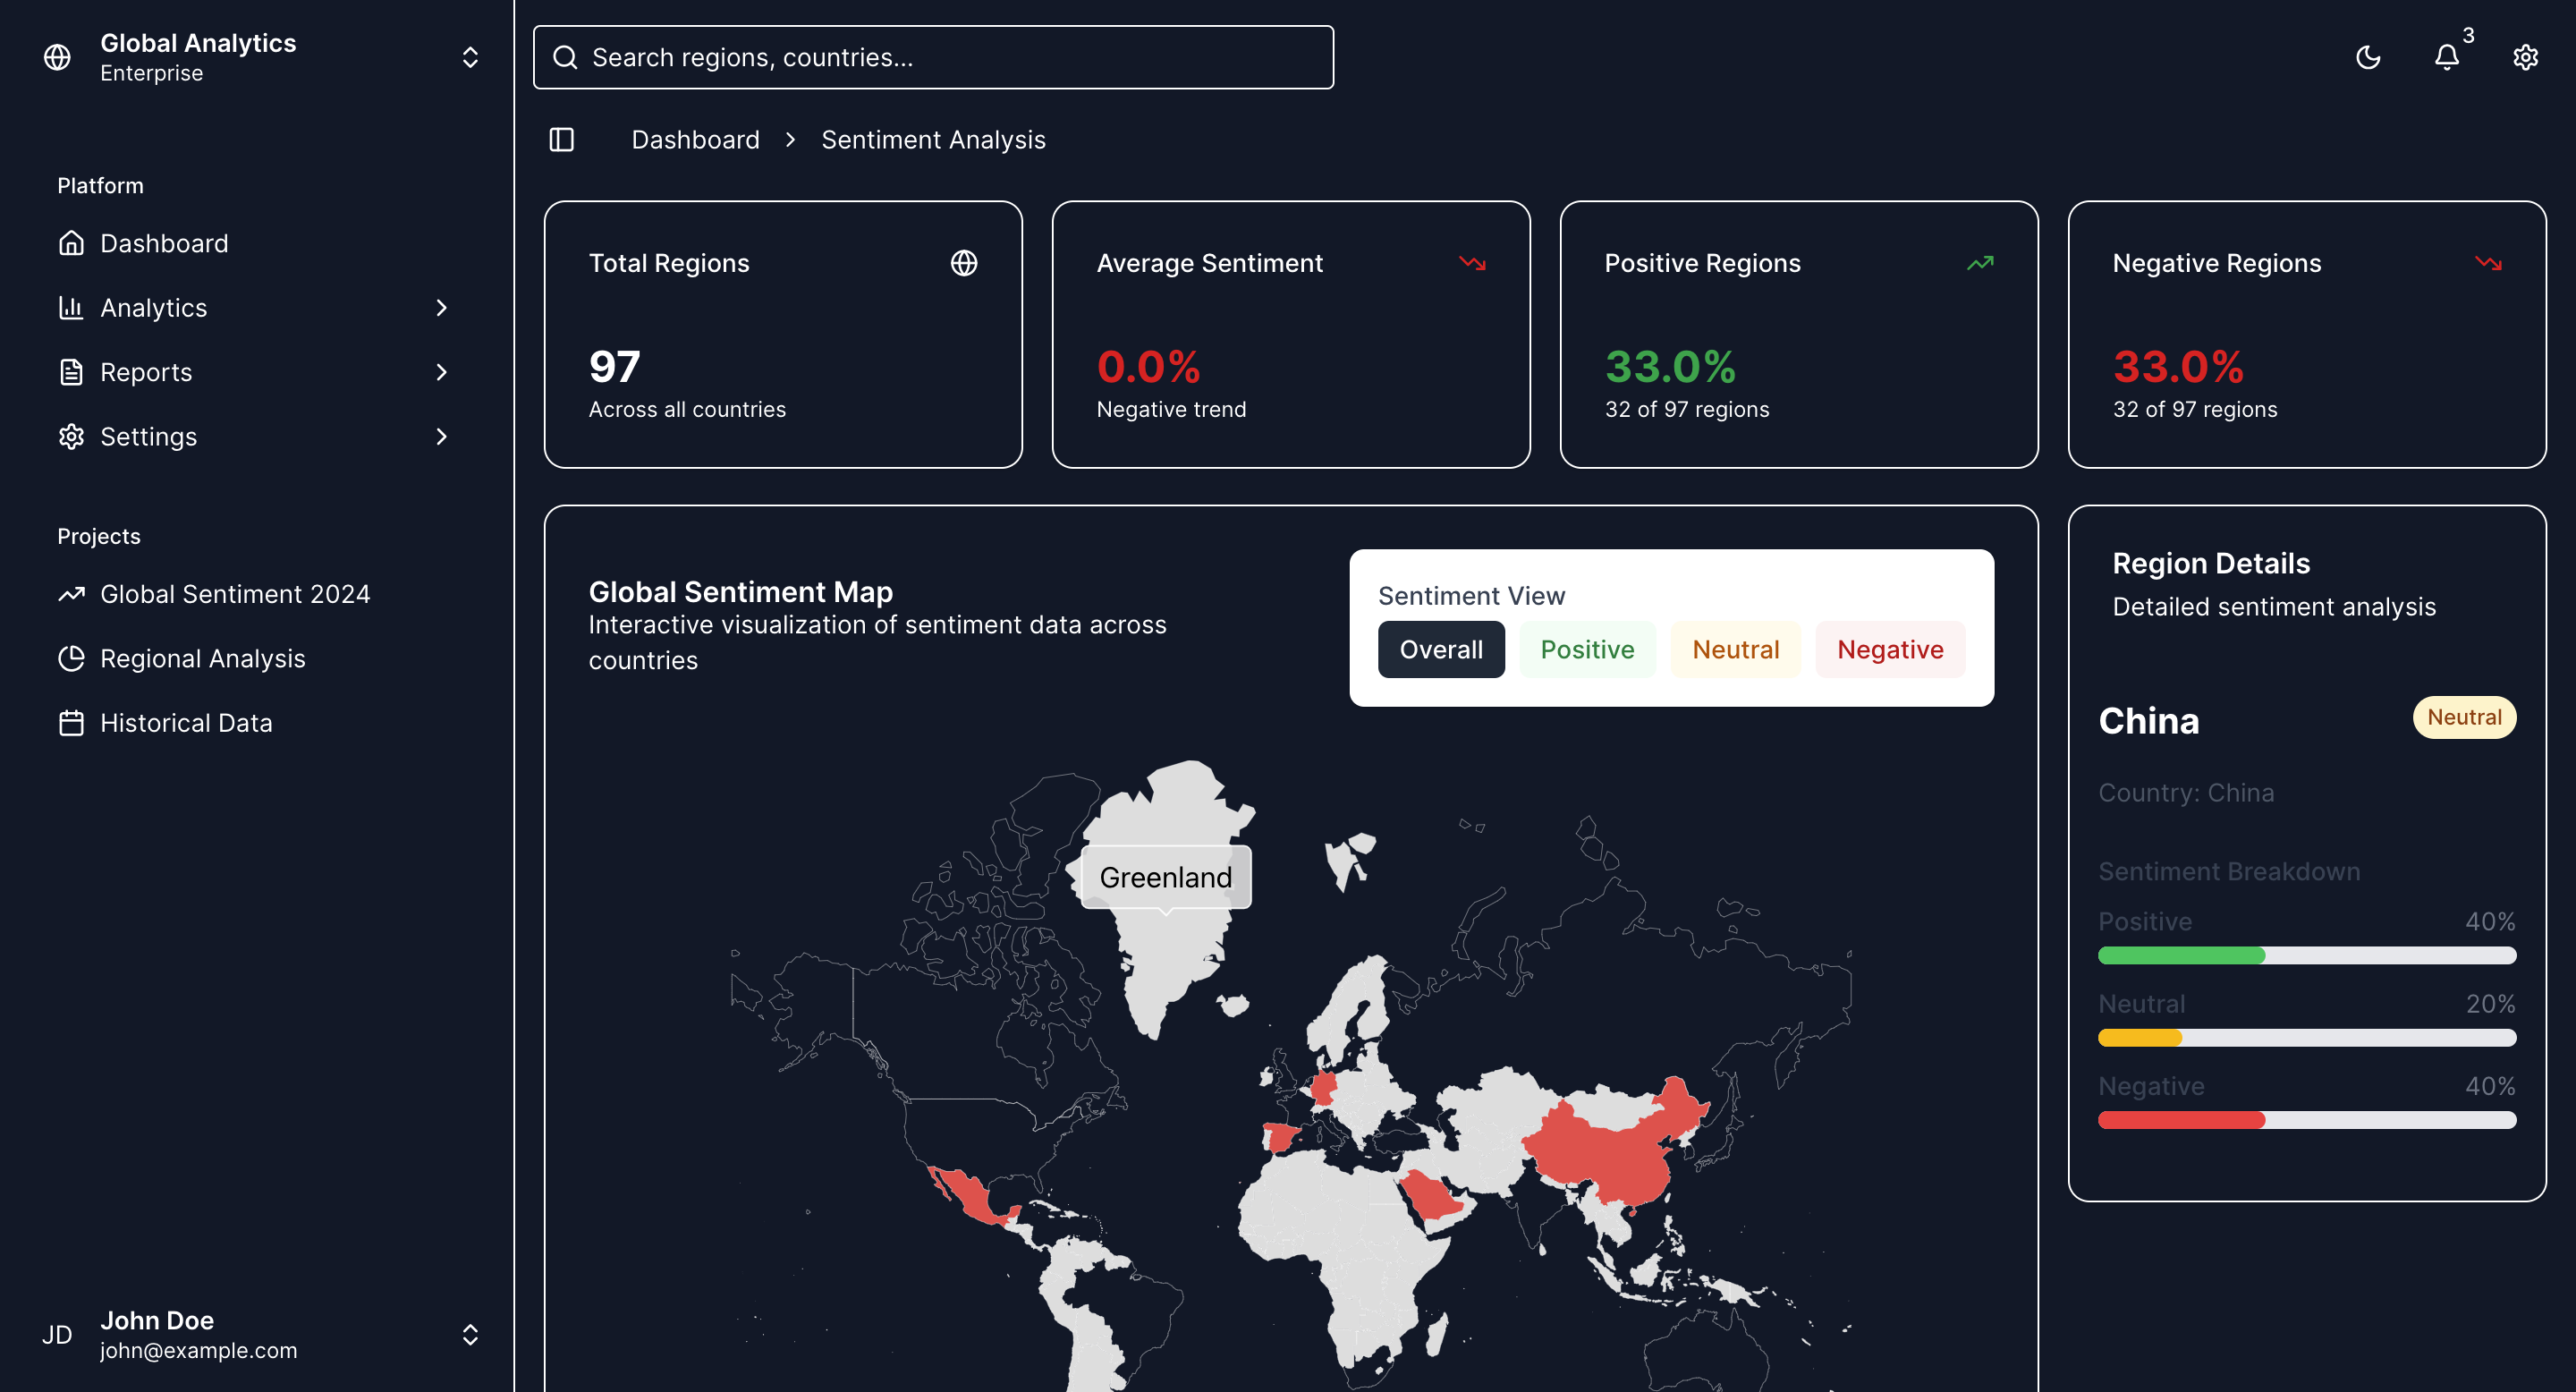 Global Analytics
Enterprise
Platform
Dashboard
Analytics
Reports
Settings
Projects
Global Sentiment 2024
Regional Analysis
Historical Data
JD
John Doe
john@example.com
Search regions, countries...
3
Dashboard
Sentiment Analysis
Total Regions
97
Across all countries
Average Sentiment
0.0%
Negative trend
Positive Regions
33.0%
32 of 97 regions
Negative Regions
33.0%
32 of 97 regions
Global Sentiment Map
Interactive visualization of sentiment data across
countries
Sentiment View
Overall
Positive
Neutral
Negative
Greenland
Region Details
Detailed sentiment analysis
China
Neutral
Country: China
Sentiment Breakdown
Positive 40%
Neutral 20%
Negative 40%